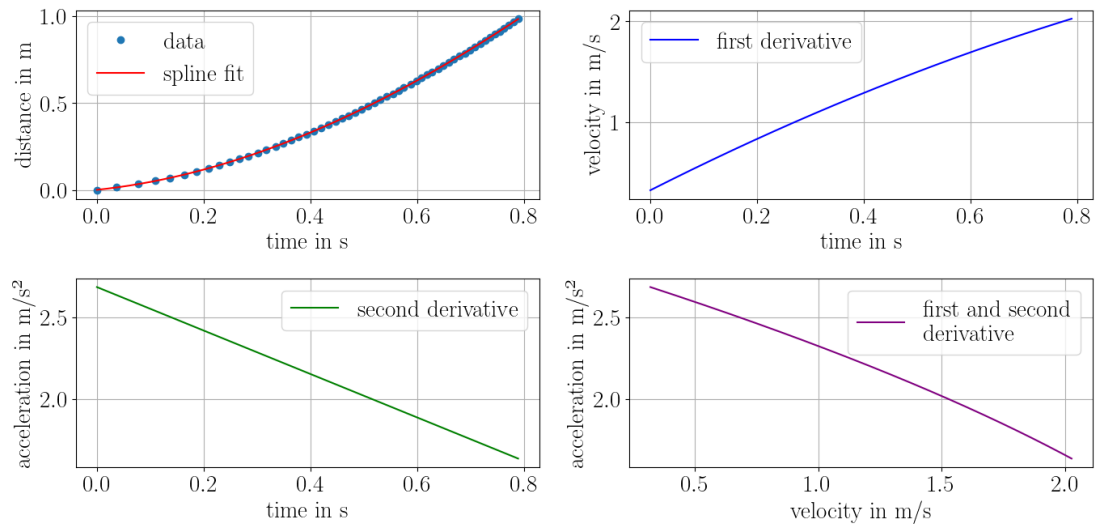 1.0
0.5
0.0
distance in m
data
spline fit
0.0 0.2 0.4 0.6 0.8
time in s
2
1
velocity in m/s
first derivative
0.0 0.2 0.4 0.6 0.8
time in s
2.5
2.0
acceleration in m/s²
second derivative
0.0 0.2 0.4 0.6 0.8
time in s
2.5
2.0
acceleration in m/s²
first and second
derivative
0.5 1.0 1.5 2.0
velocity in m/s